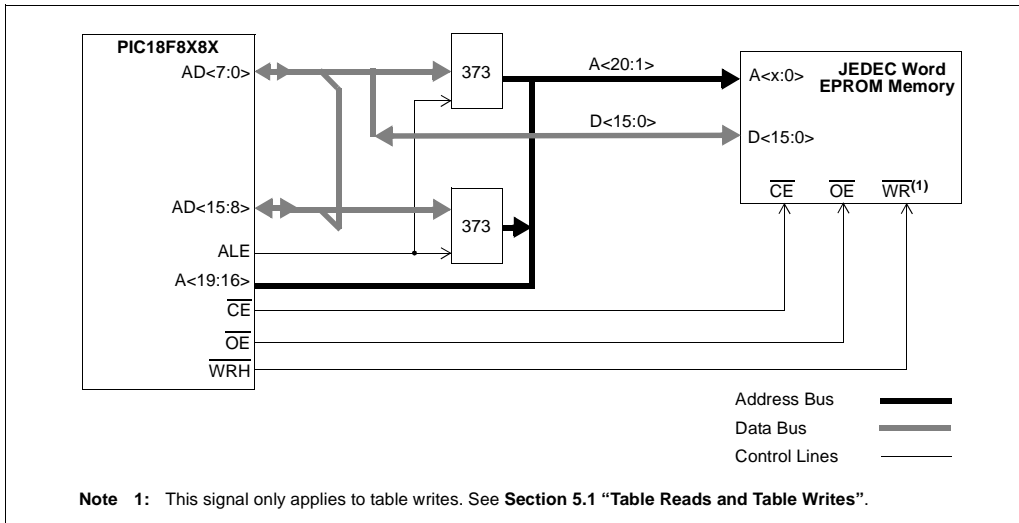 PIC18F8X8X
AD<7:0>
373
A<20:1>
A<x:0>
JEDEC Word
EPROM Memory
D<15:0>
D<15:0>
CE
OE
WR(1)
AD<15:8>
373
ALE
A<19:16>
CE
OE
WRH
Address Bus
Data Bus
Control Lines
Note 1: This signal only applies to table writes. See Section 5.1 “Table Reads and Table Writes”.